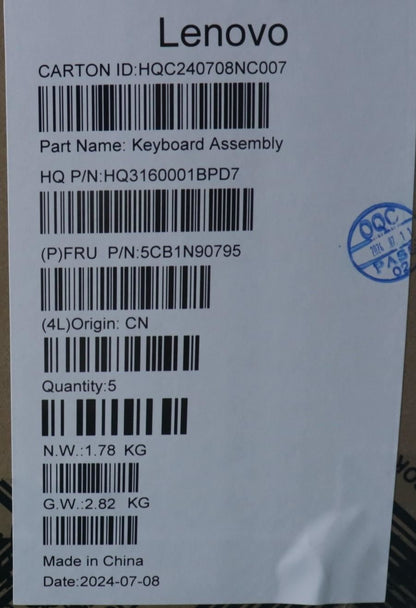 Lenovo
CARTON ID:HQC240708NC007
Part Name: Keyboard Assembly
HQ P/N:HQ3160001BPD7
(P)FRU P/N:5CB1N90795
OQC
PASS
02
(4L)Origin: CN
Quantity:5
N.W.:1.78 KG
G.W.:2.82 KG
Made in China
Date:2024-07-08